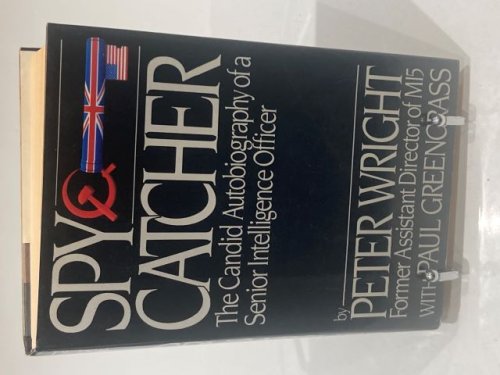 SPY
CATCHER
The Candid Autobiography of a
Senior Intelligence Officer
by
PETER WRIGHT
Former Assistant Director of MI5
WITH PAUL GREENGRASS